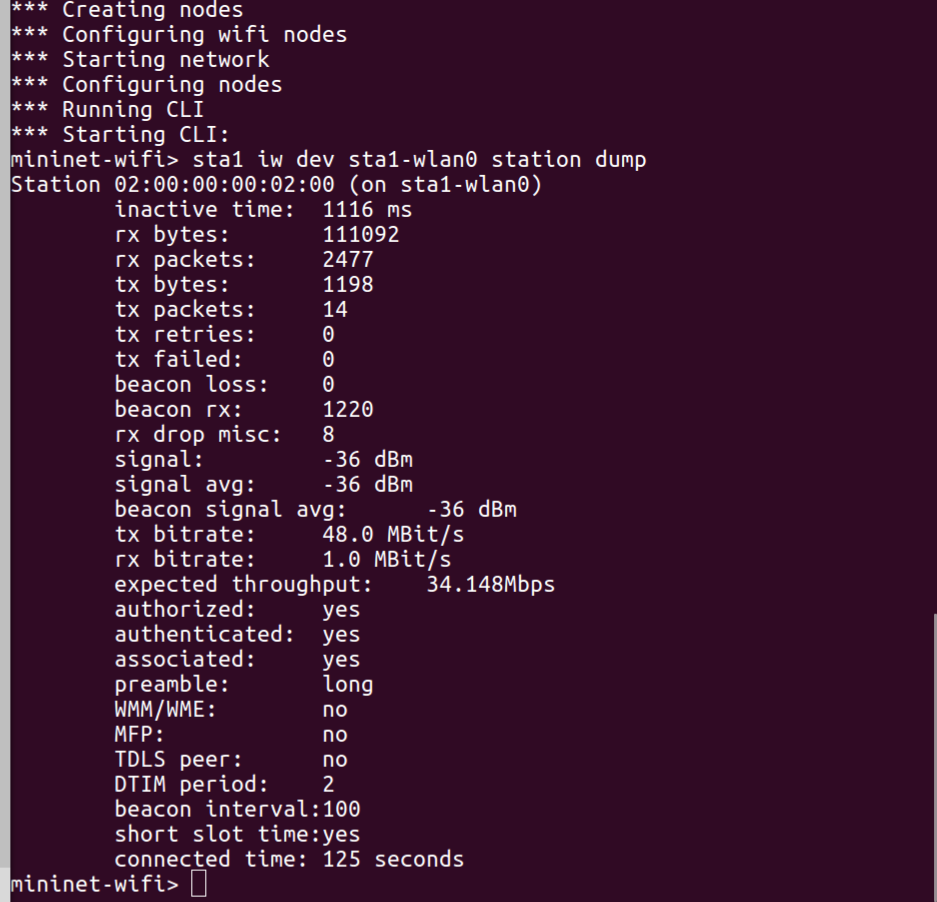 *** Creating nodes
*** Configuring wifi nodes
*** Starting network
*** Configuring nodes
*** Running CLI
*** Starting CLI:
mininet-wifi> sta1 iw dev sta1-wlan0 station dump
Station 02:00:00:00:02:00 (on sta1-wlan0)
inactive time: 1116 ms
rx bytes: 111092
rx packets: 2477
tx bytes: 1198
tx packets: 14
tx retries: 0
tx failed: 0
beacon loss: 0
beacon rx: 1220
rx drop misc: 8
signal: -36 dBm
signal avg: -36 dBm
beacon signal avg: -36 dBm
tx bitrate: 48.0 MBit/s
rx bitrate: 1.0 MBit/s
expected throughput: 34.148Mbps
authorized: yes
authenticated: yes
associated: yes
preamble: long
WMM/WME: no
MFP: no
TDLS peer: no
DTIM period: 2
beacon interval:100
short slot time:yes
connected time: 125 seconds
mininet-wifi>